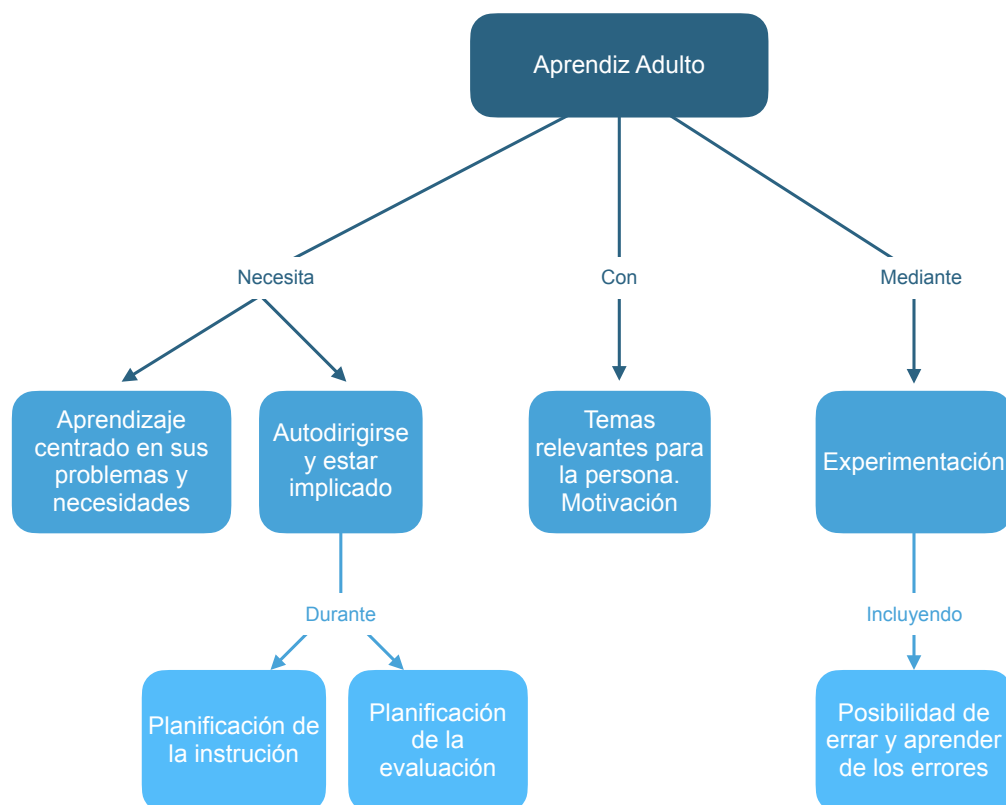 Aprendiz Adulto
Necesita
Con
Mediante
Aprendizaje
centrado en sus
problemas y
necesidades
Autodirigirse
y estar
implicado
Temas
relevantes para
la persona.
Motivación
Experimentación
Durante
Incluyendo
Planificación de
la instrución
Planificación
de la
evaluación
Posibilidad de
errar y aprender
de los errores